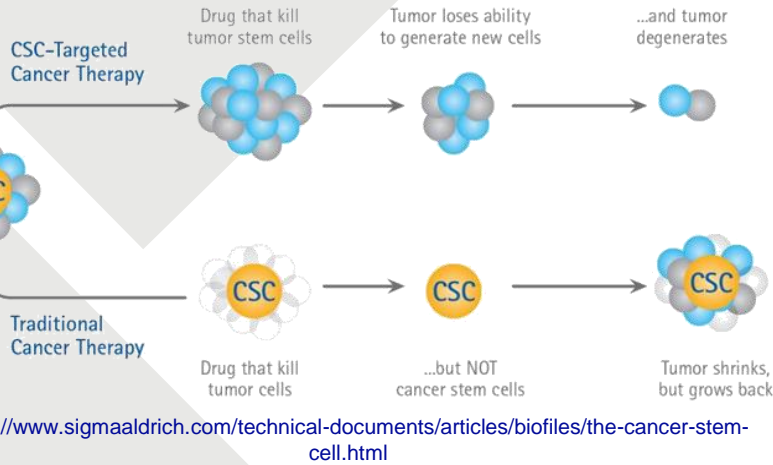 Drug that kill
tumor stem cells
Tumor loses ability
to generate new cells
...and tumor
degenerates
CSC-Targeted
Cancer Therapy
CSC
CSC
CSC
Traditional
Cancer Therapy
Drug that kill
tumor cells
...but NOT
cancer stem cells
Tumor shrinks,
but grows back
//www.sigmaaldrich.com/technical-documents/articles/biofiles/the-cancer-stem-
cell.html